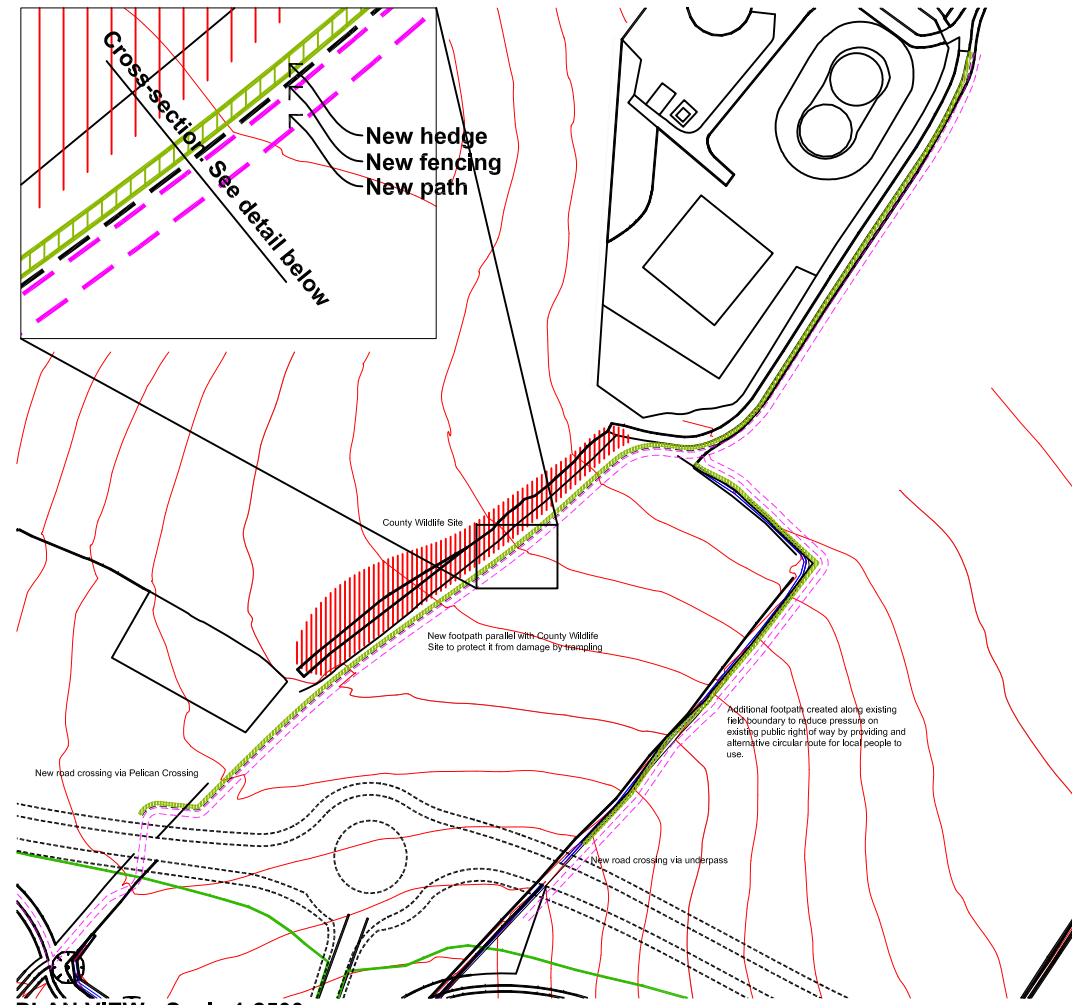 Cross-section. See detail below
New hedge
New fencing
New path
County Wildlife Site
New footpath parallel with County Wildlife
Site to protect it from damage by trampling
Additional footpath created along existing
field boundary to reduce pressure on
existing public right of way by providing and
alternative circular route for local people to
use.
New road crossing via Pelican Crossing
New road crossing via underpass